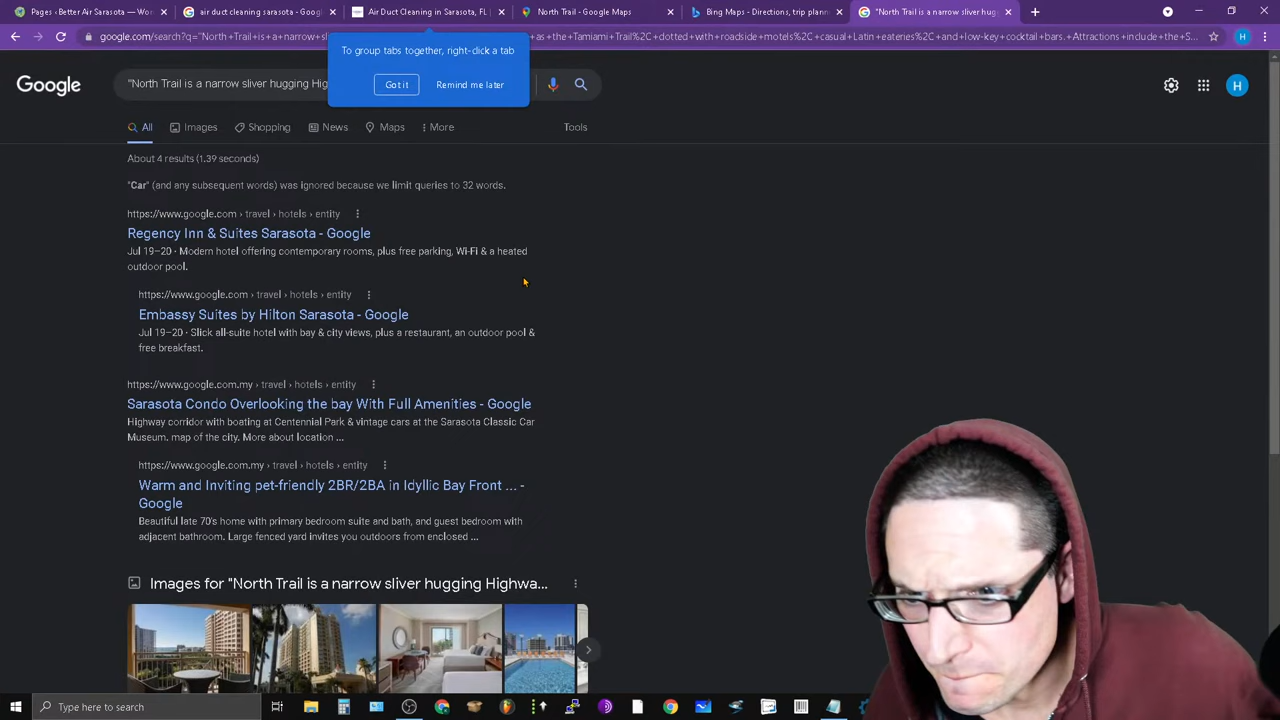 Pages ‹ Better Air Sarasota — Wo
air duct cleaning sarasota - Googl
Air Duct Cleaning in Sarasota, FL
North Trail - Google Maps
Bing Maps - Directions, trip plann
"North Trail is a narrow sliver hugg
google.com/search?q="North+Trail+is+a+narrow+sl
as+the+Tamiami+Trail%2C+dotted+with+roadside+motels%2C+casual+Latin+eateries%2C+and+low-key+cocktail+bars.+Attractions+include+the+S...
To group tabs together, right-click a tab
Got it
Remind me later
Google
"North Trail is a narrow sliver hugging Hig
H
All
Images
Shopping
News
Maps
More
Tools
About 4 results (1.39 seconds)
"Car" (and any subsequent words) was ignored because we limit queries to 32 words.
https://www.google.com › travel › hotels › entity
Regency Inn & Suites Sarasota - Google
Jul 19–20 · Modern hotel offering contemporary rooms, plus free parking, Wi-Fi & a heated
outdoor pool.
https://www.google.com › travel › hotels › entity
Embassy Suites by Hilton Sarasota - Google
Jul 19–20 · Slick all-suite hotel with bay & city views, plus a restaurant, an outdoor pool &
free breakfast.
https://www.google.com.my › travel › hotels › entity
Sarasota Condo Overlooking the bay With Full Amenities - Google
Highway corridor with boating at Centennial Park & vintage cars at the Sarasota Classic Car
Museum. map of the city. More about location ...
https://www.google.com.my › travel › hotels › entity
Warm and Inviting pet-friendly 2BR/2BA in Idyllic Bay Front ... -
Google
Beautiful late 70's home with primary bedroom suite and bath, and guest bedroom with
adjacent bathroom. Large fenced yard invites you outdoors from enclosed ...
Images for "North Trail is a narrow sliver hugging Highwa...
Type here to search